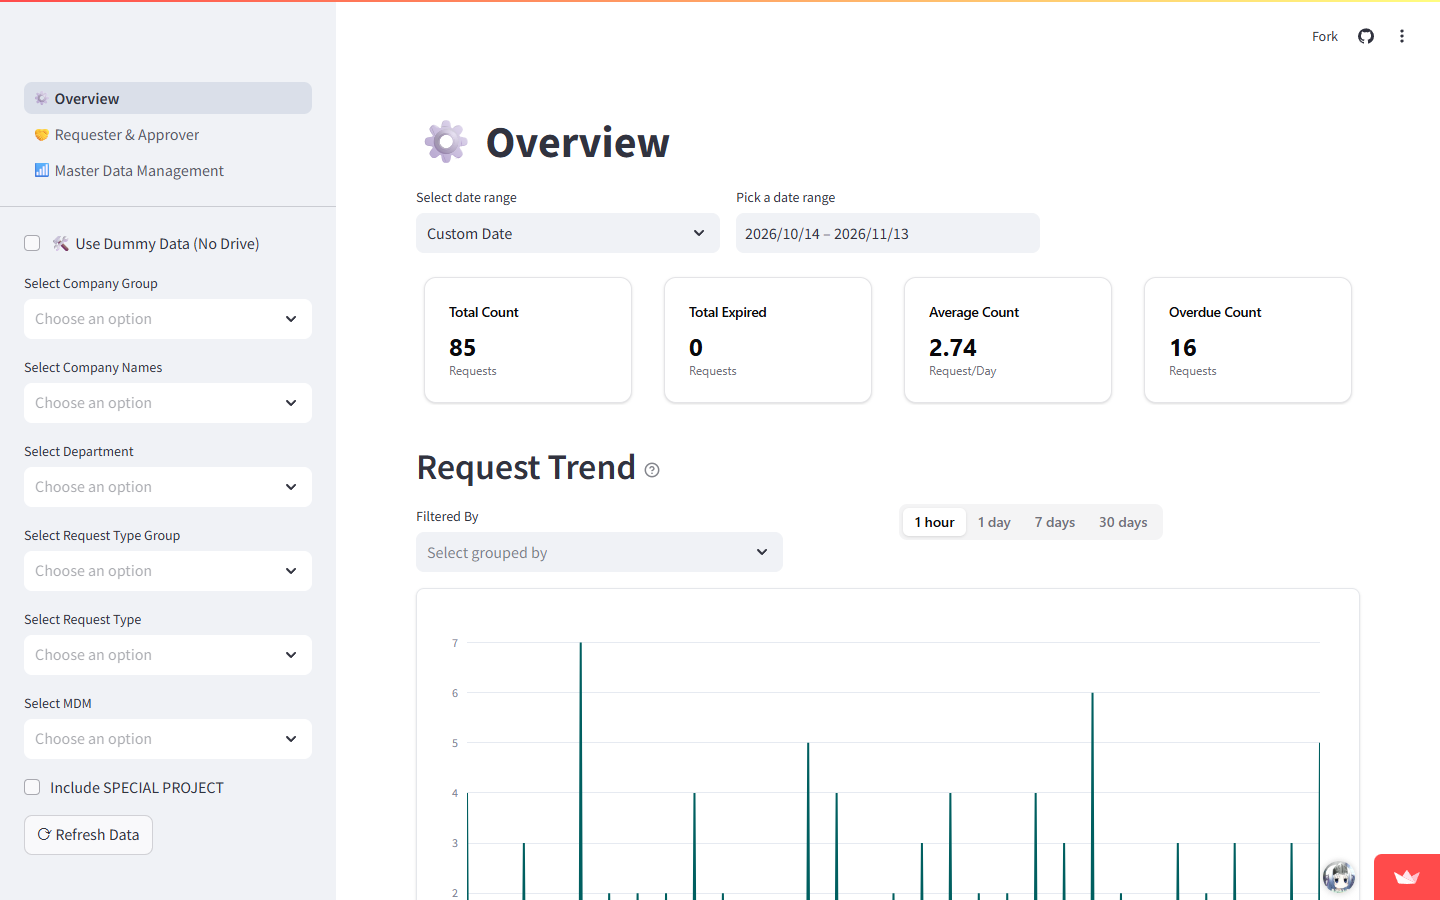 Fork
Overview
Requester & Approver
Master Data Management
Use Dummy Data (No Drive)
Select Company Group
Choose an option
Select Company Names
Choose an option
Select Department
Choose an option
Select Request Type Group
Choose an option
Select Request Type
Choose an option
Select MDM
Choose an option
Include SPECIAL PROJECT
Refresh Data
Overview
Select date range
Custom Date
Pick a date range
2026/10/14 – 2026/11/13
Total Count
85
Requests
Total Expired
0
Requests
Average Count
2.74
Request/Day
Overdue Count
16
Requests
Request Trend
Filtered By
Select grouped by
1 hour
1 day
7 days
30 days
7
6
5
4
3
2